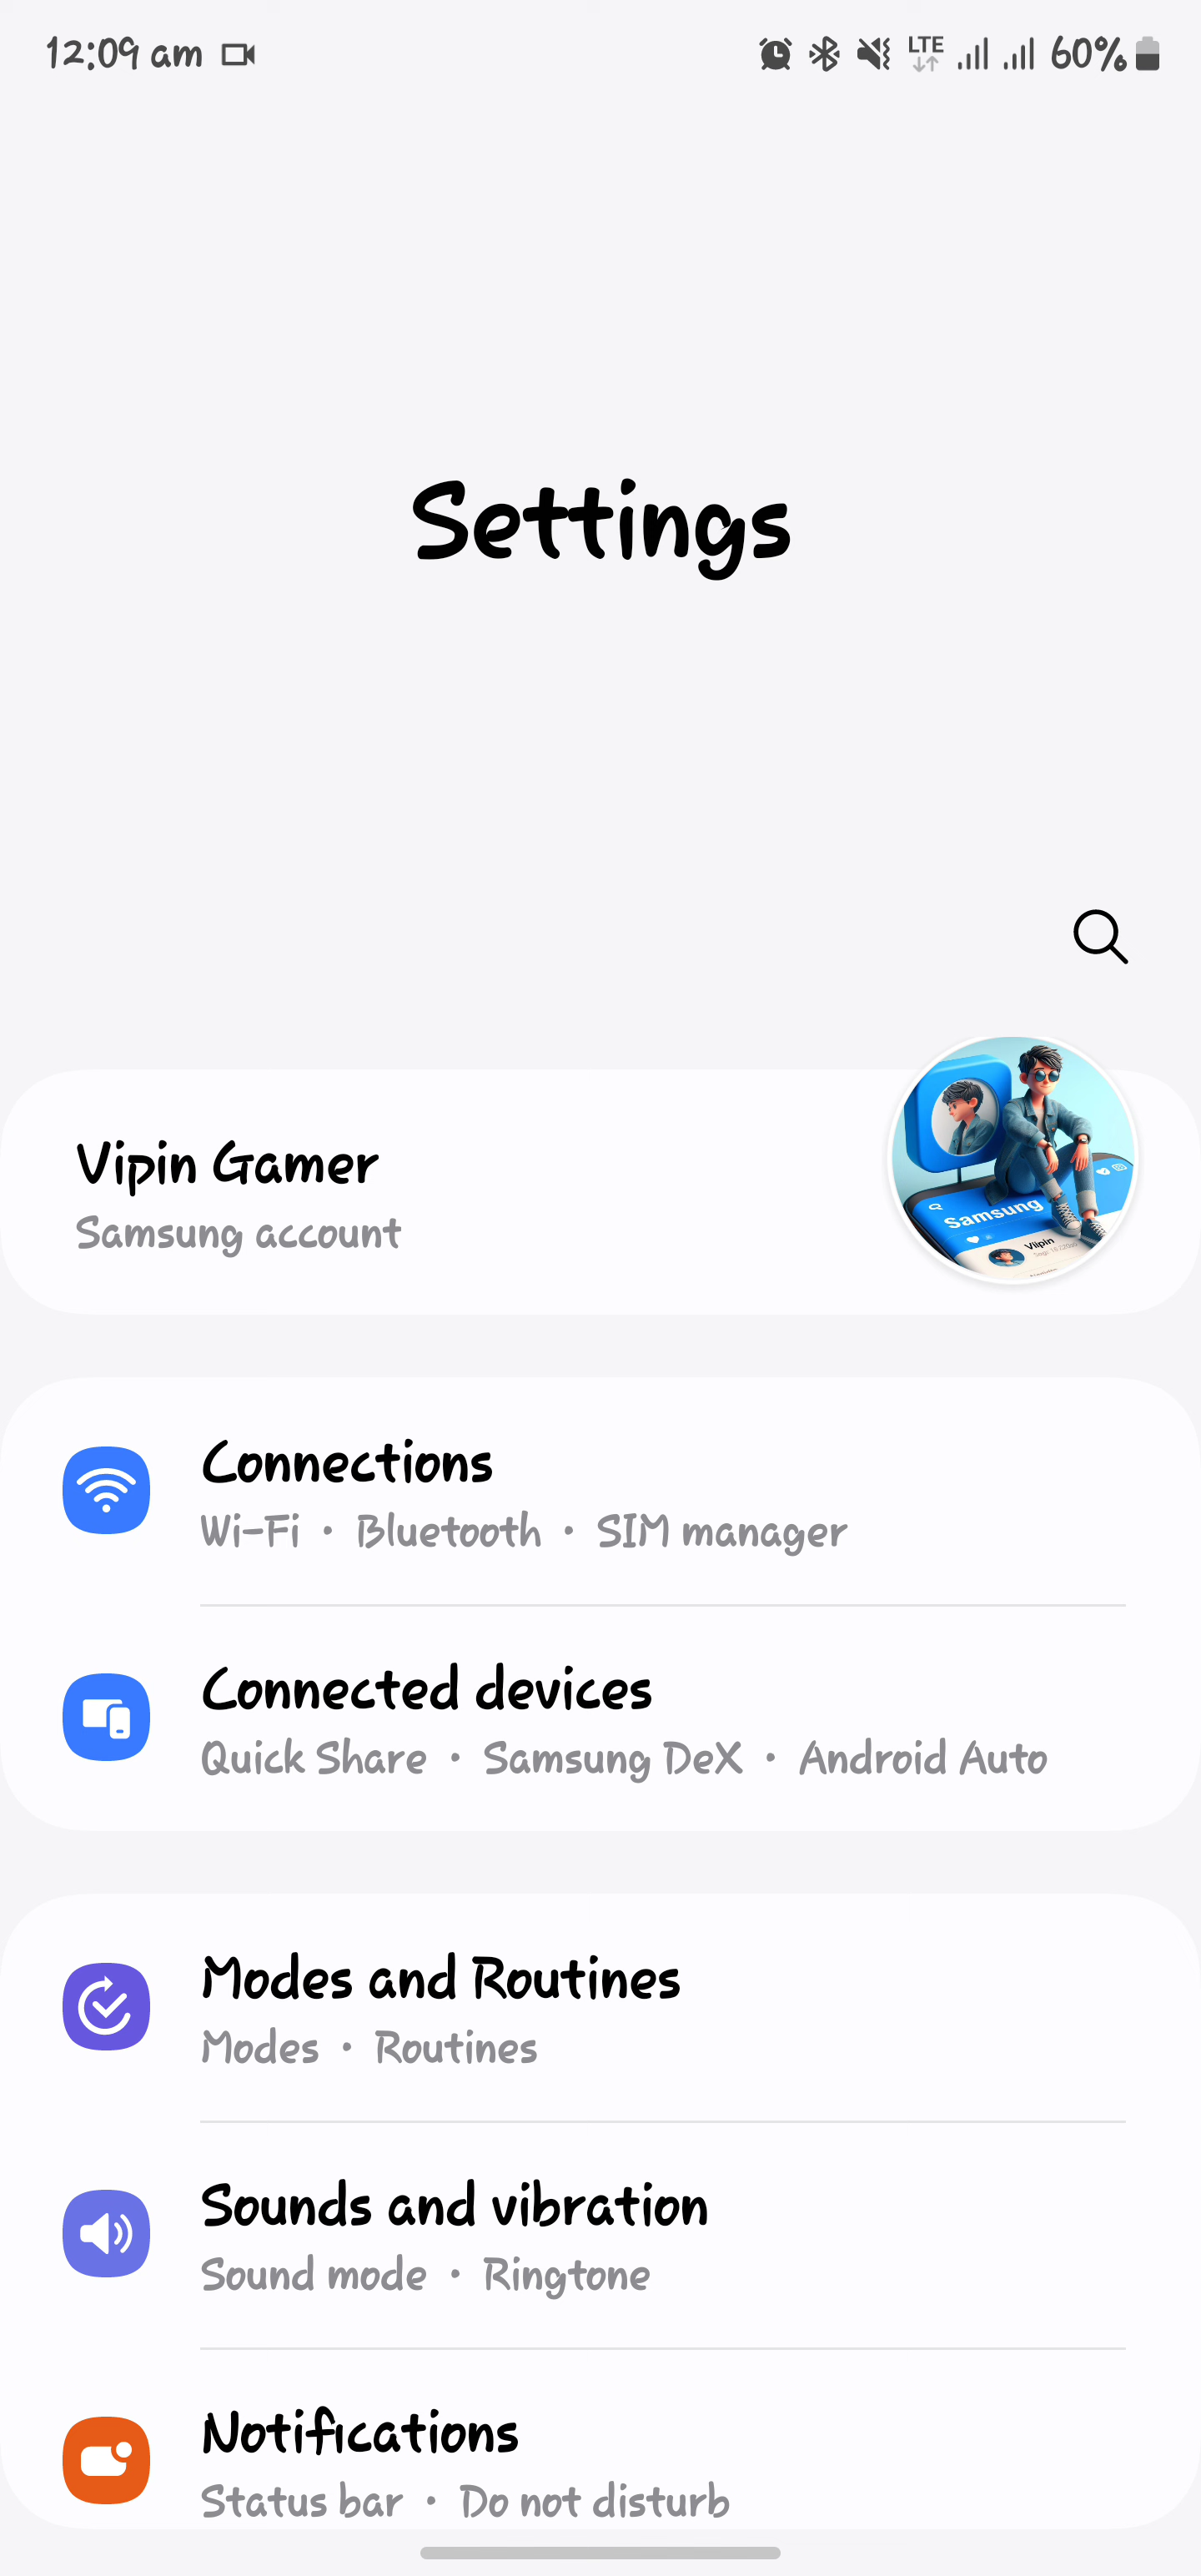 12:09 am
LTE
60%
Settings
Vipin Gamer
Samsung account
Samsung
Viipin
Connections
Wi-Fi • Bluetooth • SIM manager
Connected devices
Quick Share • Samsung DeX • Android Auto
Modes and Routines
Modes • Routines
Sounds and vibration
Sound mode • Ringtone
Notifications
Status bar • Do not disturb